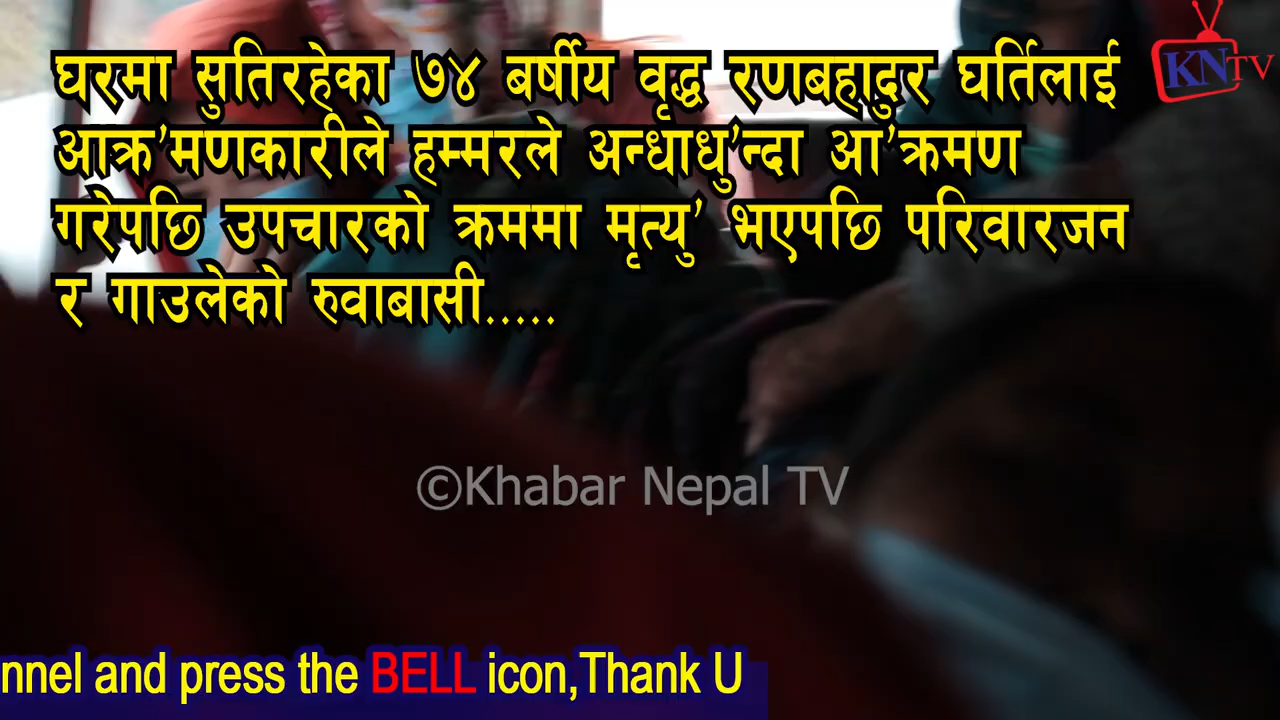 घरमा सुतिरहेका ७४ बर्षीय वृद्ध रणबहादुर घर्तिलाई
KNTV
आक्र'मणकारीले हम्मरले अन्धाधु'न्दा आ'क्रमण
गरेपछि उपचारको क्रममा मृत्यु' भएपछि परिवारजन
र गाउलेको रुवाबासी.....
©Khabar Nepal TV
nnel and press the BELL icon,Thank U